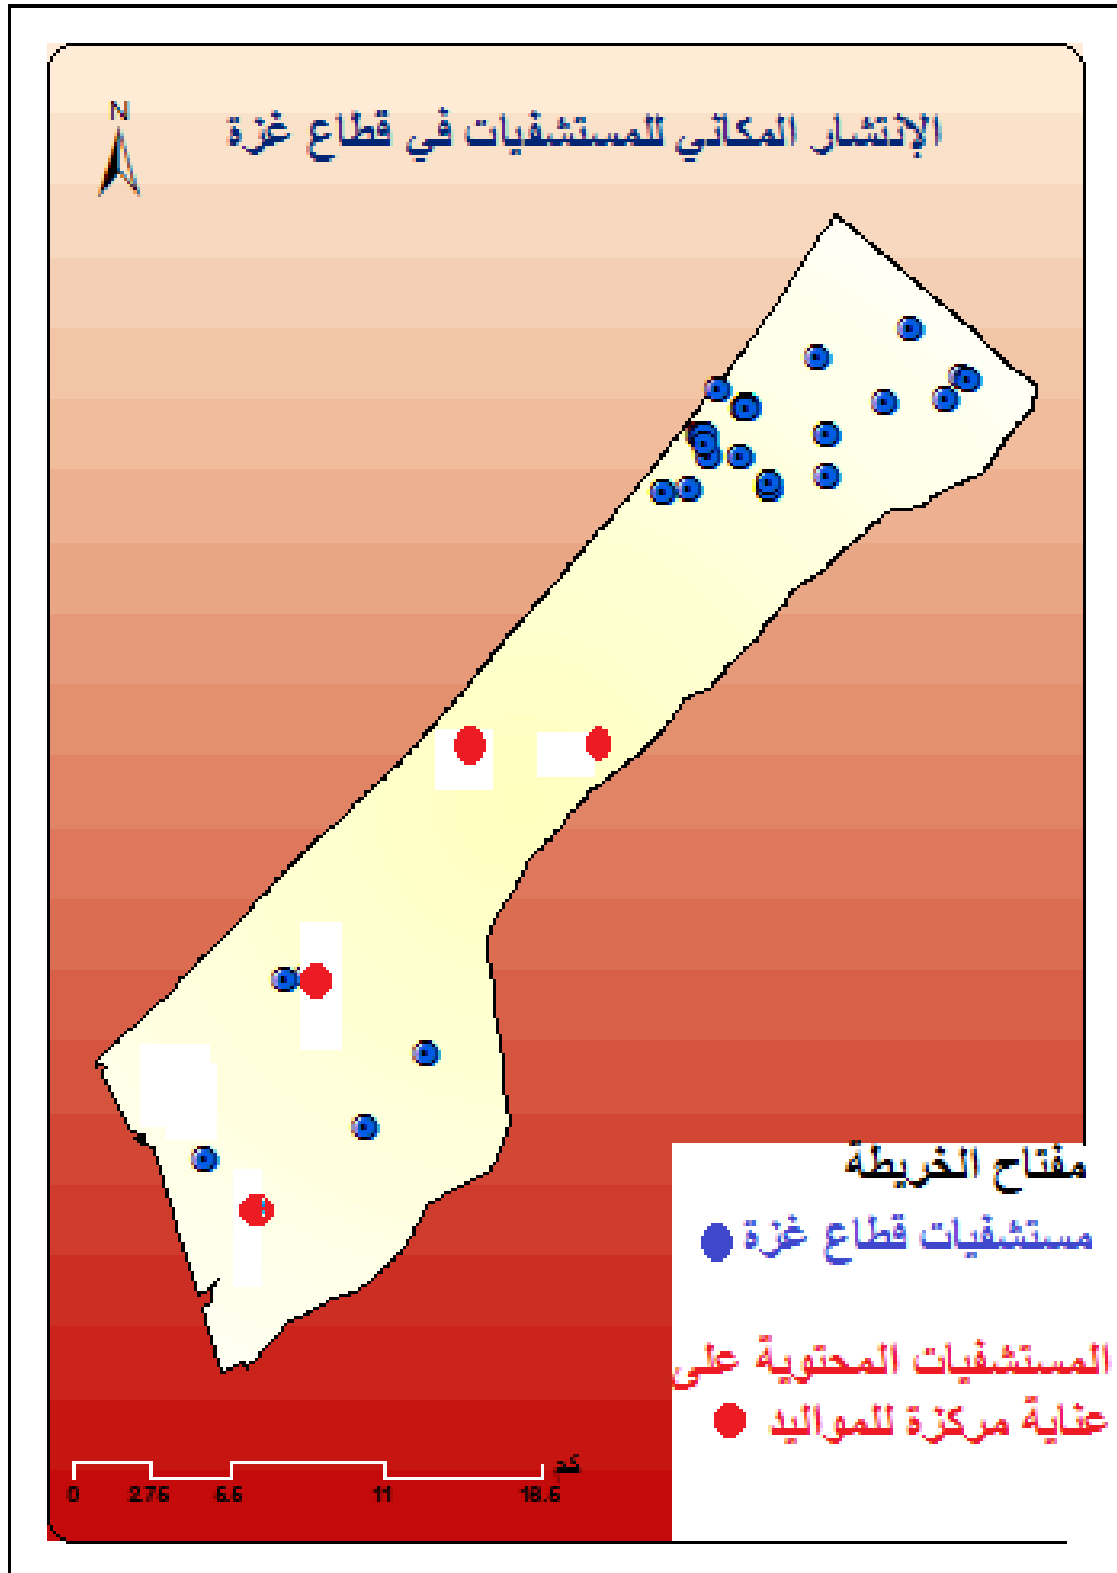 N
الإنتشار المكاني للمستشفيات في قطاع غزة
مفتاح الخريطة
مستشفيات قطاع غزة
المستشفيات المحتوية على
عناية مركزة للمواليد
كم
0 2.75 5.5 11 16.5